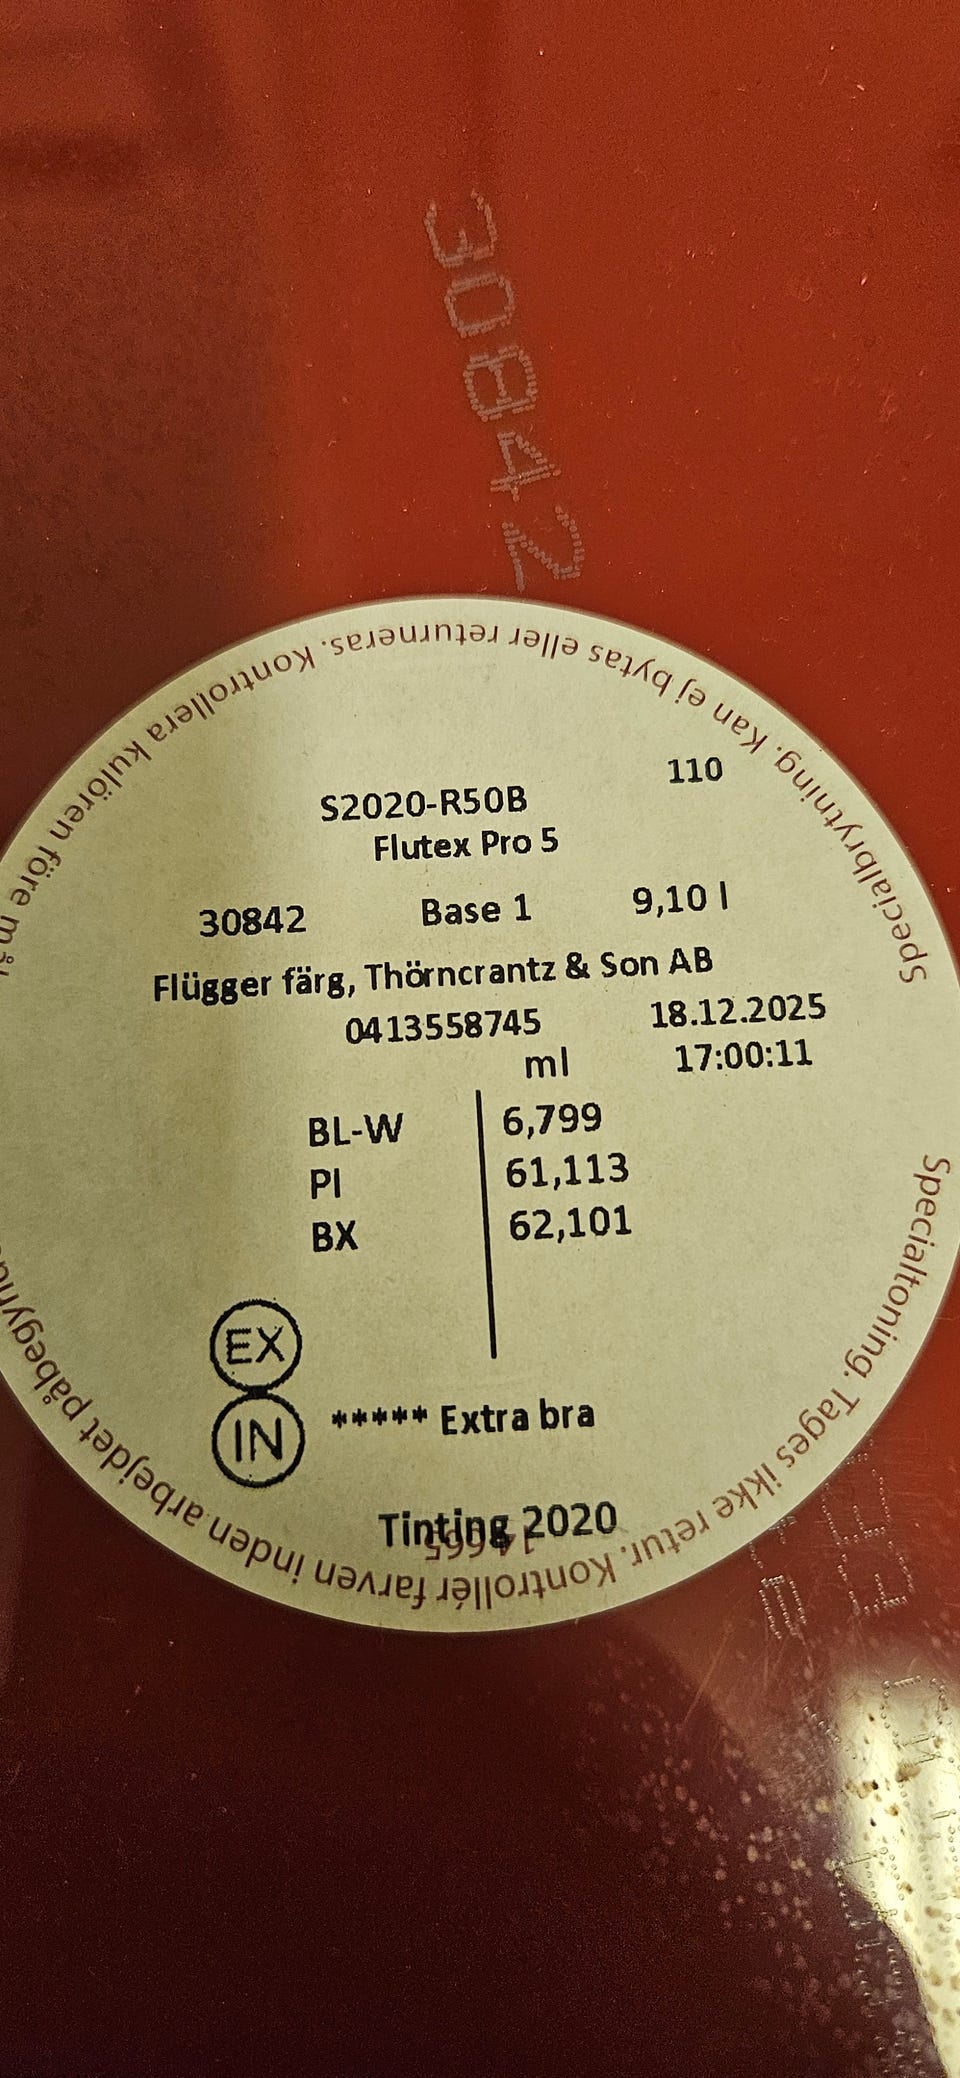 30842
110
S2020-R50B
Flutex Pro 5
30842 Base 1 9,10 l
Flügger färg, Thörncrantz & Son AB
0413558745 18.12.2025
ml 17:00:11
BL-W 6,799
PI 61,113
BX 62,101
EX
IN ***** Extra bra
Tinting 2020
Specialbrytning. Kan ej bytas eller returneras. Kontrollera kulören före
Specialtoning. Tages ikke retur. Kontrollér farven inden arbejdet